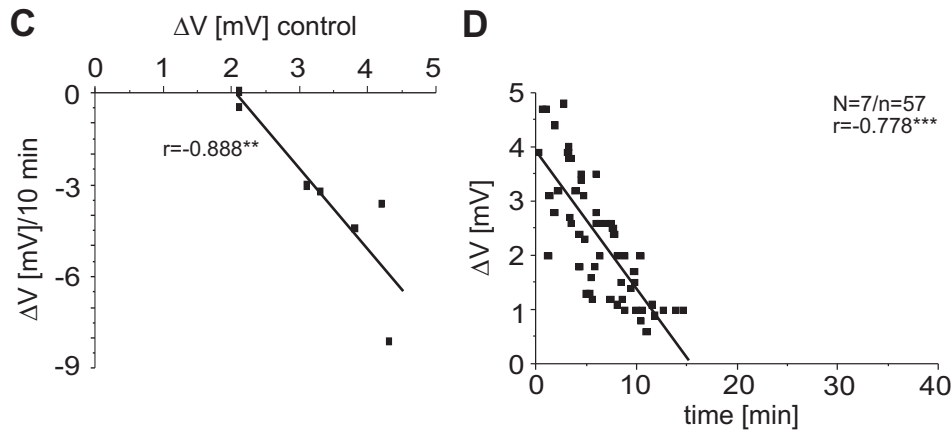 C
ΔV [mV] control
0 1 2 3 4 5
0
-3
-6
-9
ΔV [mV]/10 min
r=-0.888**
D
N=7/n=57
r=-0.778***
5
4
3
2
1
0
ΔV [mV]
0 10 20 30 40
time [min]